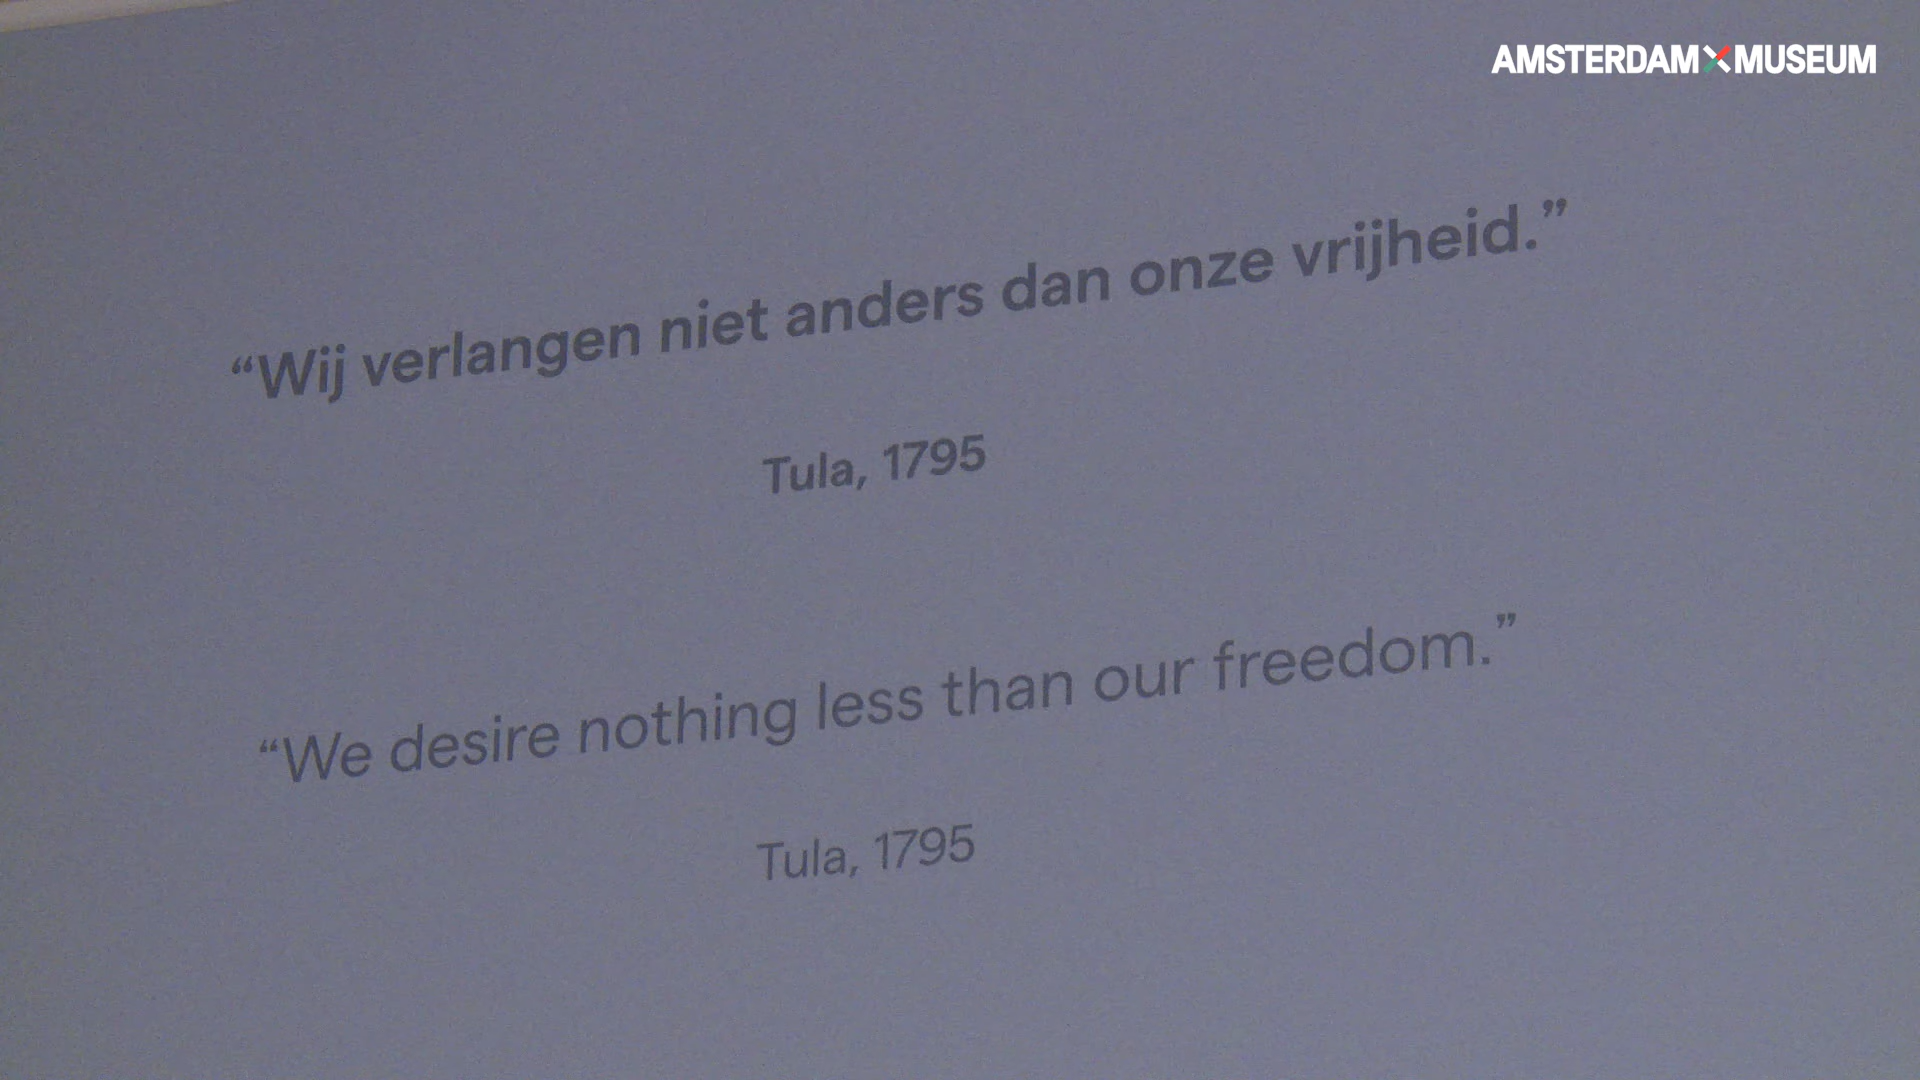 AMSTERDAM MUSEUM
“Wij verlangen niet anders dan onze vrijheid.”
Tula, 1795
“We desire nothing less than our freedom.”
Tula, 1795